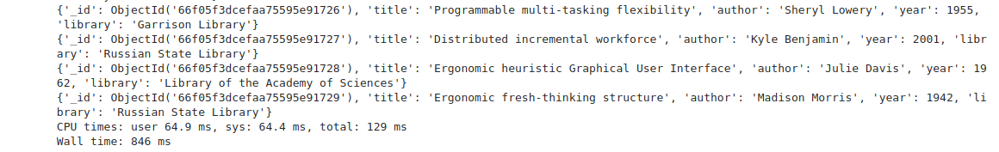 {'_id': ObjectId('66f05f3dcefaa75595e91726'), 'title': 'Programmable multi-tasking flexibility', 'author': 'Sheryl Lowery', 'year': 1955,
'library': 'Garrison Library'}
{'_id': ObjectId('66f05f3dcefaa75595e91727'), 'title': 'Distributed incremental workforce', 'author': 'Kyle Benjamin', 'year': 2001, 'libr
ary': 'Russian State Library'}
{'_id': ObjectId('66f05f3dcefaa75595e91728'), 'title': 'Ergonomic heuristic Graphical User Interface', 'author': 'Julie Davis', 'year': 19
62, 'library': 'Library of the Academy of Sciences'}
{'_id': ObjectId('66f05f3dcefaa75595e91729'), 'title': 'Ergonomic fresh-thinking structure', 'author': 'Madison Morris', 'year': 1942, 'li
brary': 'Russian State Library'}
CPU times: user 64.9 ms, sys: 64.4 ms, total: 129 ms
Wall time: 846 ms